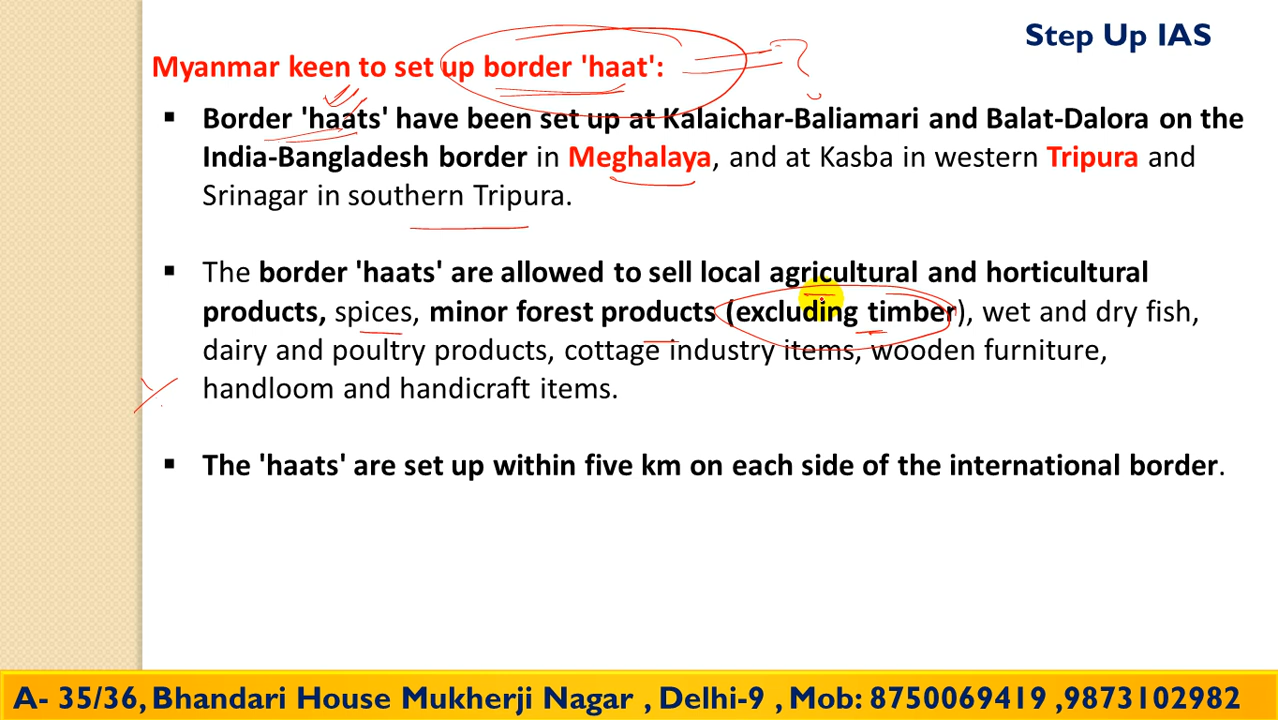 Step Up IAS
Myanmar keen to set up border 'haat':
?
▪ Border 'haats' have been set up at Kalaichar-Baliamari and Balat-Dalora on the
India-Bangladesh border in Meghalaya, and at Kasba in western Tripura and
Srinagar in southern Tripura.
▪ The border 'haats' are allowed to sell local agricultural and horticultural
products, spices, minor forest products (excluding timber), wet and dry fish,
dairy and poultry products, cottage industry items, wooden furniture,
handloom and handicraft items.
▪ The 'haats' are set up within five km on each side of the international border.
A- 35/36, Bhandari House Mukherji Nagar , Delhi-9 , Mob: 8750069419 ,9873102982